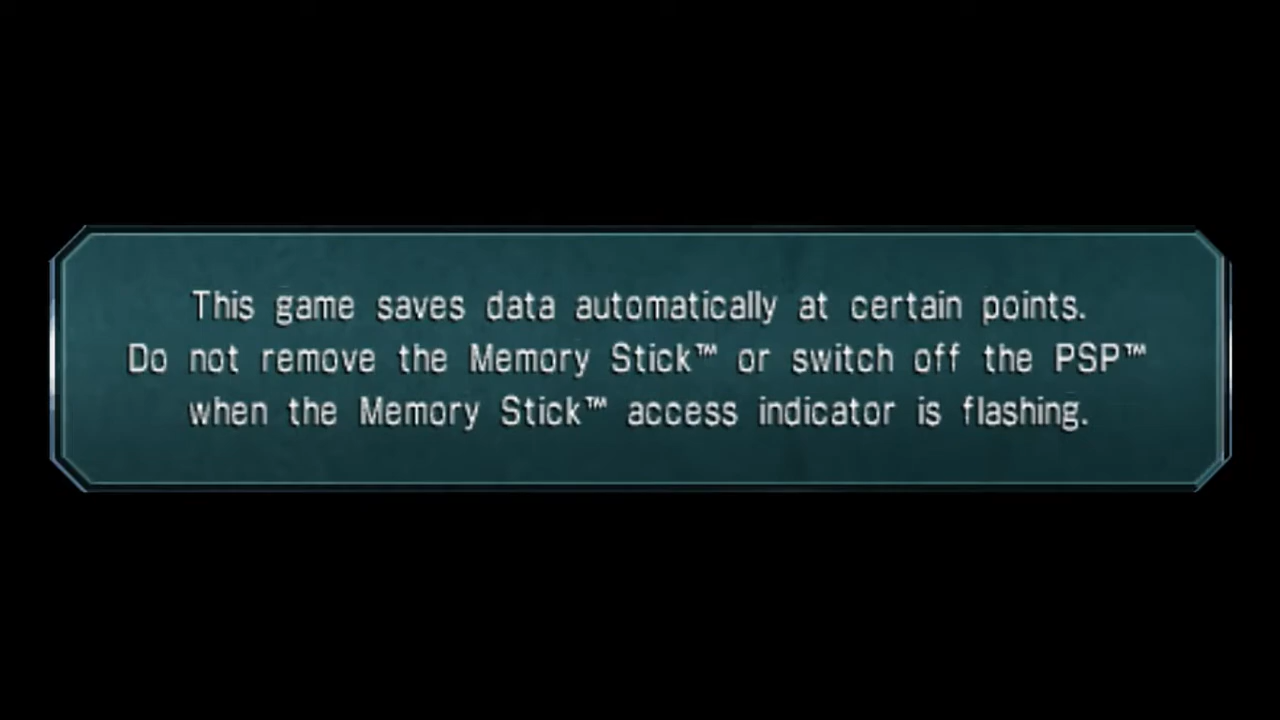 This game saves data automatically at certain points.
Do not remove the Memory Stick™ or switch off the PSP™
when the Memory Stick™ access indicator is flashing.